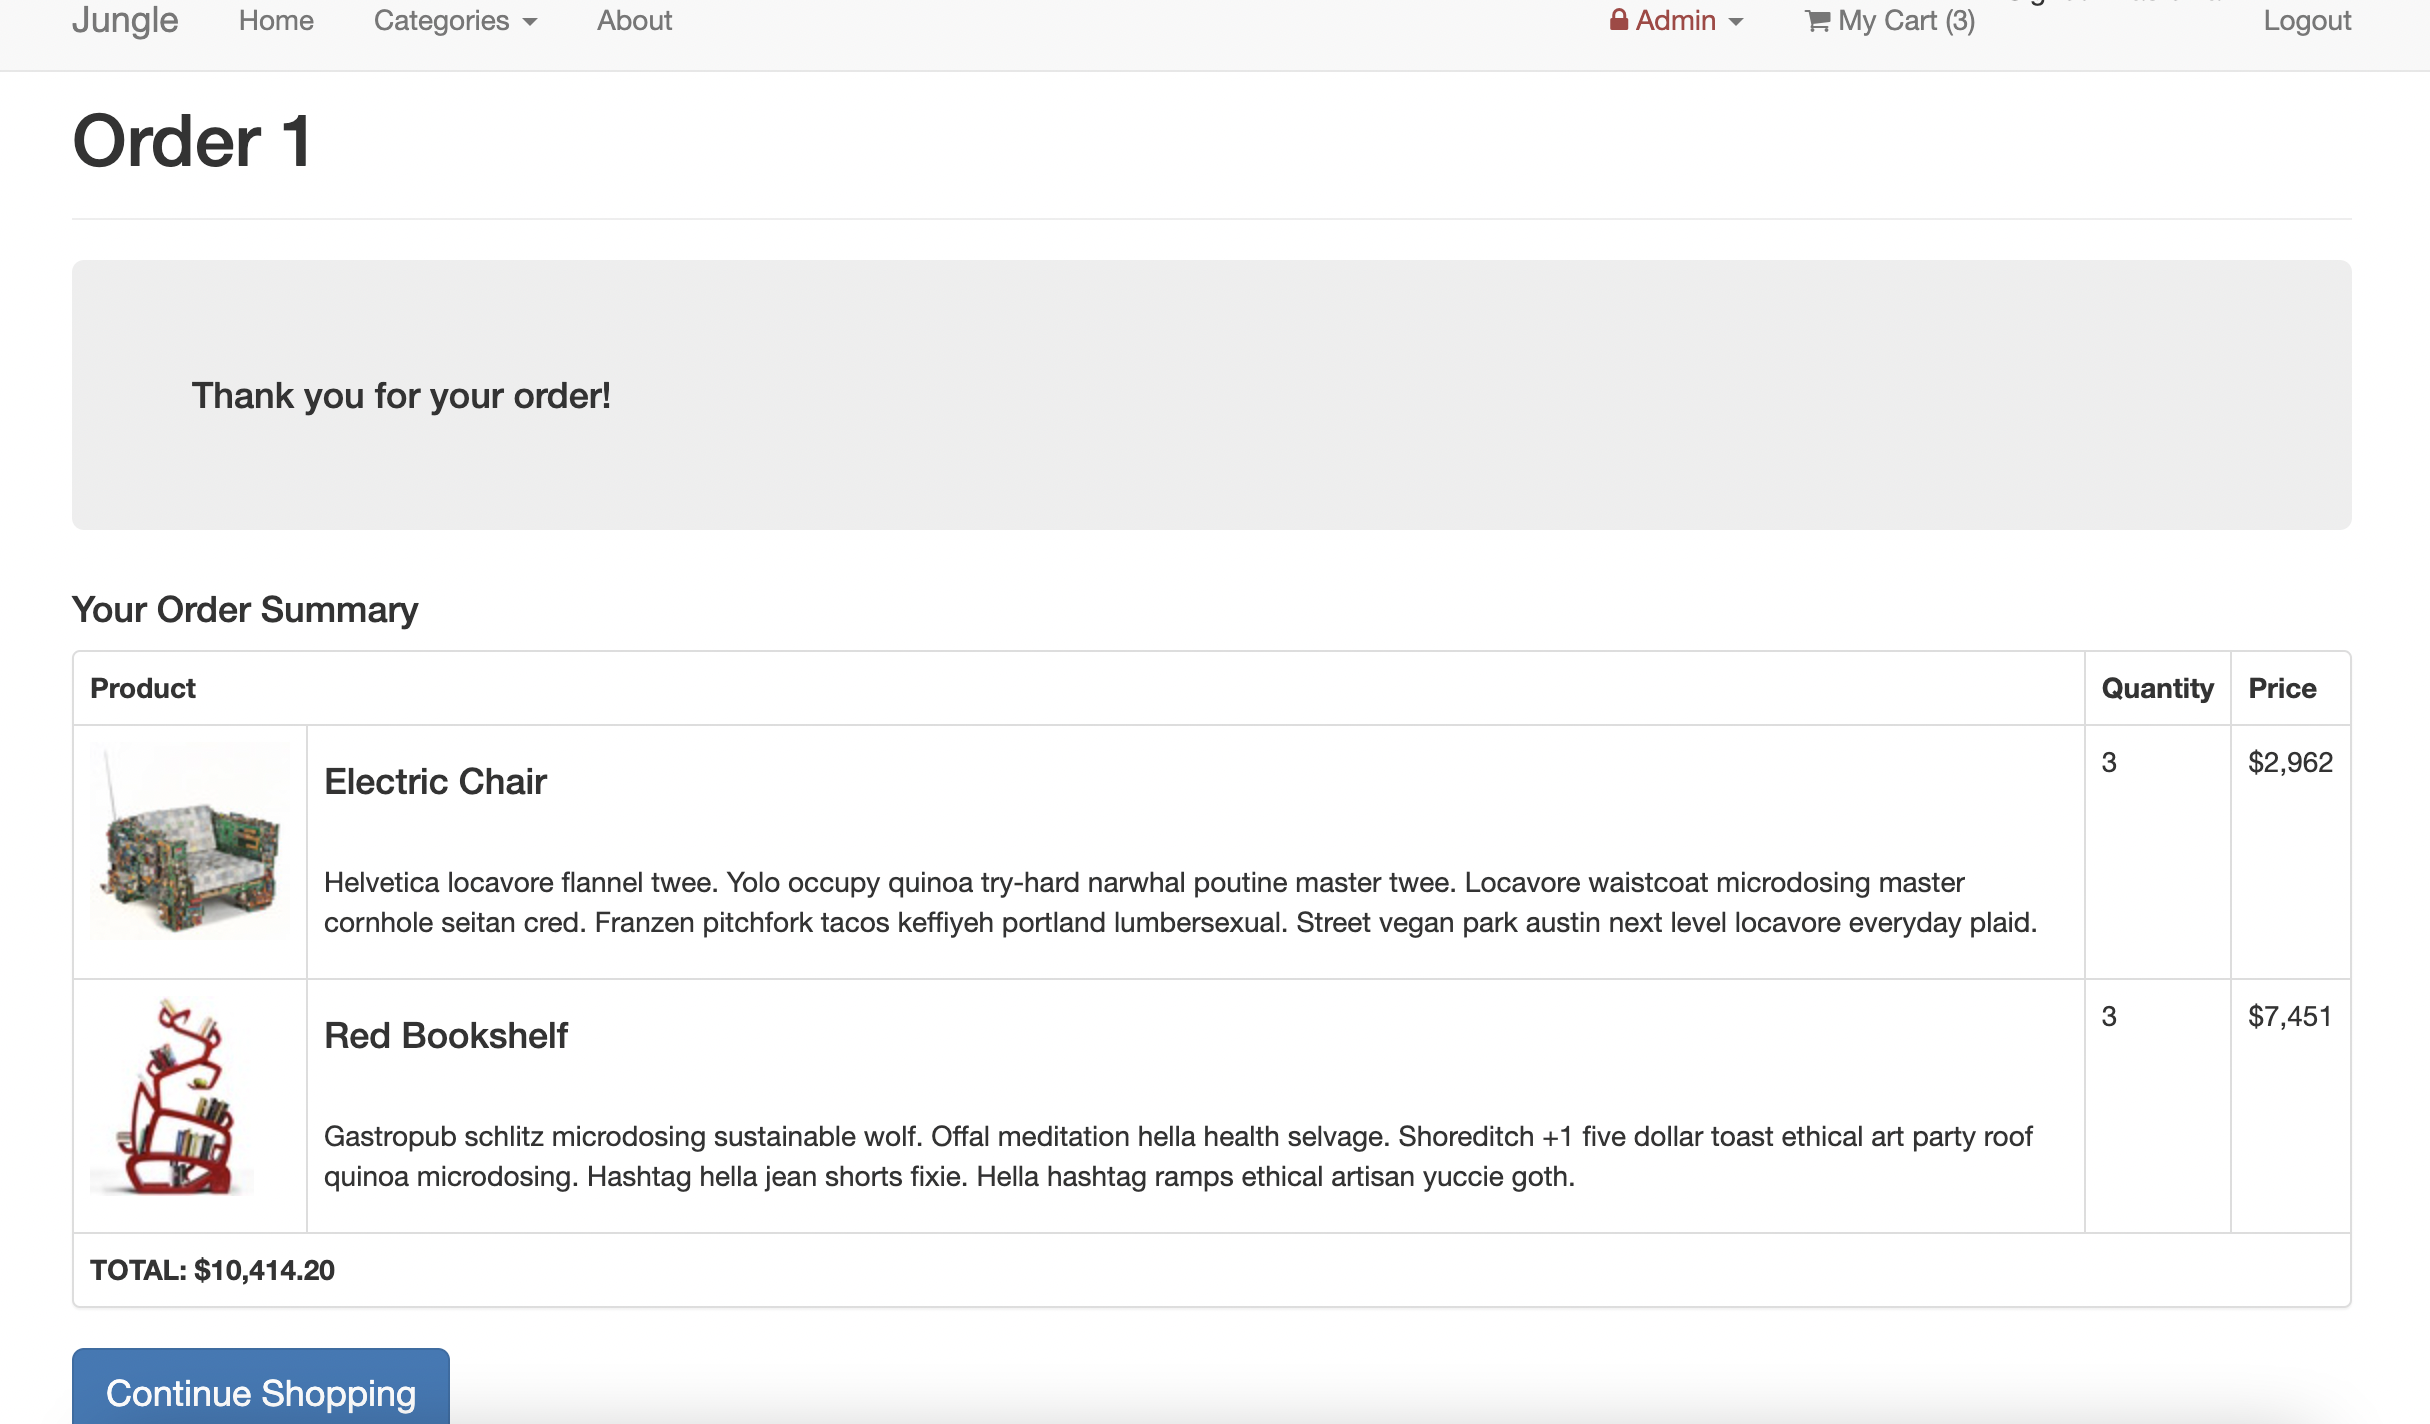 Jungle Home Categories About Admin My Cart (3) Logout
Order 1
Thank you for your order!
Your Order Summary
Product Quantity Price
Electric Chair 3 $2,962
Helvetica locavore flannel twee. Yolo occupy quinoa try-hard narwhal poutine master twee. Locavore waistcoat microdosing master
cornhole seitan cred. Franzen pitchfork tacos keffiyeh portland lumbersexual. Street vegan park austin next level locavore everyday plaid.
Red Bookshelf 3 $7,451
Gastropub schlitz microdosing sustainable wolf. Offal meditation hella health selvage. Shoreditch +1 five dollar toast ethical art party roof
quinoa microdosing. Hashtag hella jean shorts fixie. Hella hashtag ramps ethical artisan yuccie goth.
TOTAL: $10,414.20
Continue Shopping